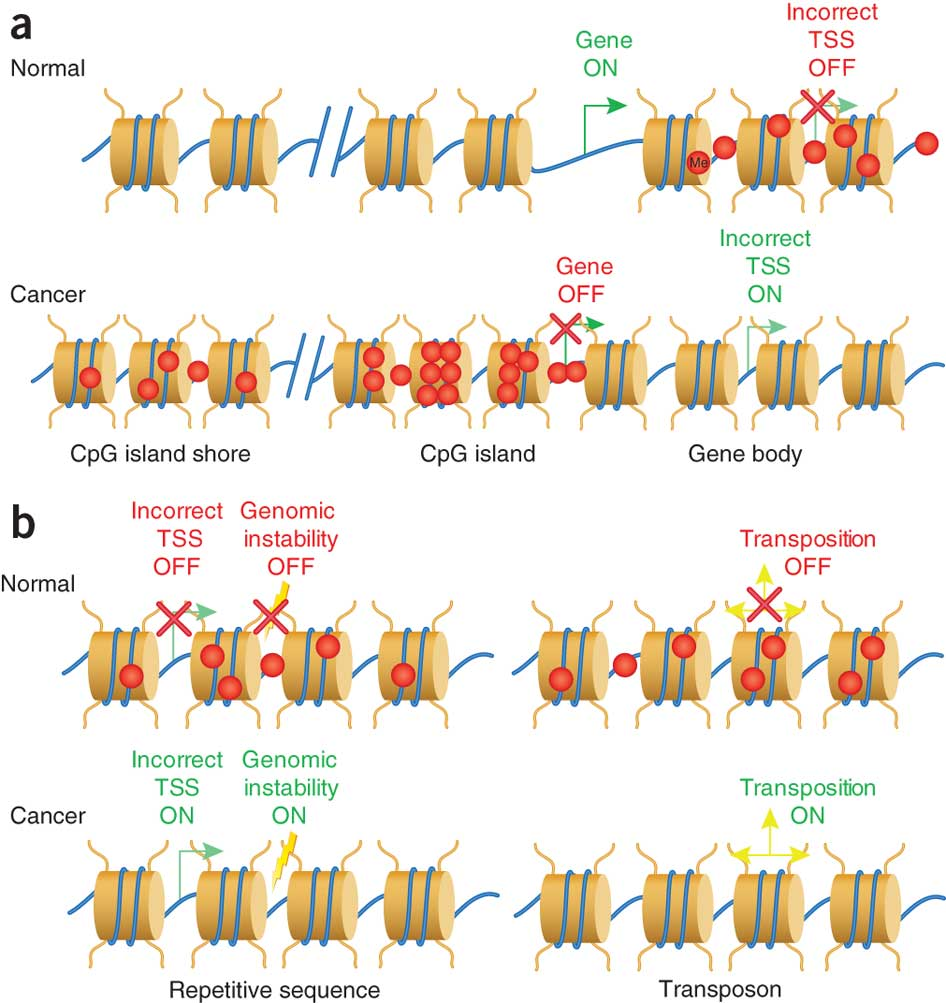 a
Normal
Gene
ON
Incorrect
TSS
OFF
Me
Cancer
Gene
OFF
Incorrect
TSS
ON
CpG island shore
CpG island
Gene body
b
Normal
Incorrect
TSS
OFF
Genomic
instability
OFF
Transposition
OFF
Cancer
Incorrect
TSS
ON
Genomic
instability
ON
Transposition
ON
Repetitive sequence
Transposon